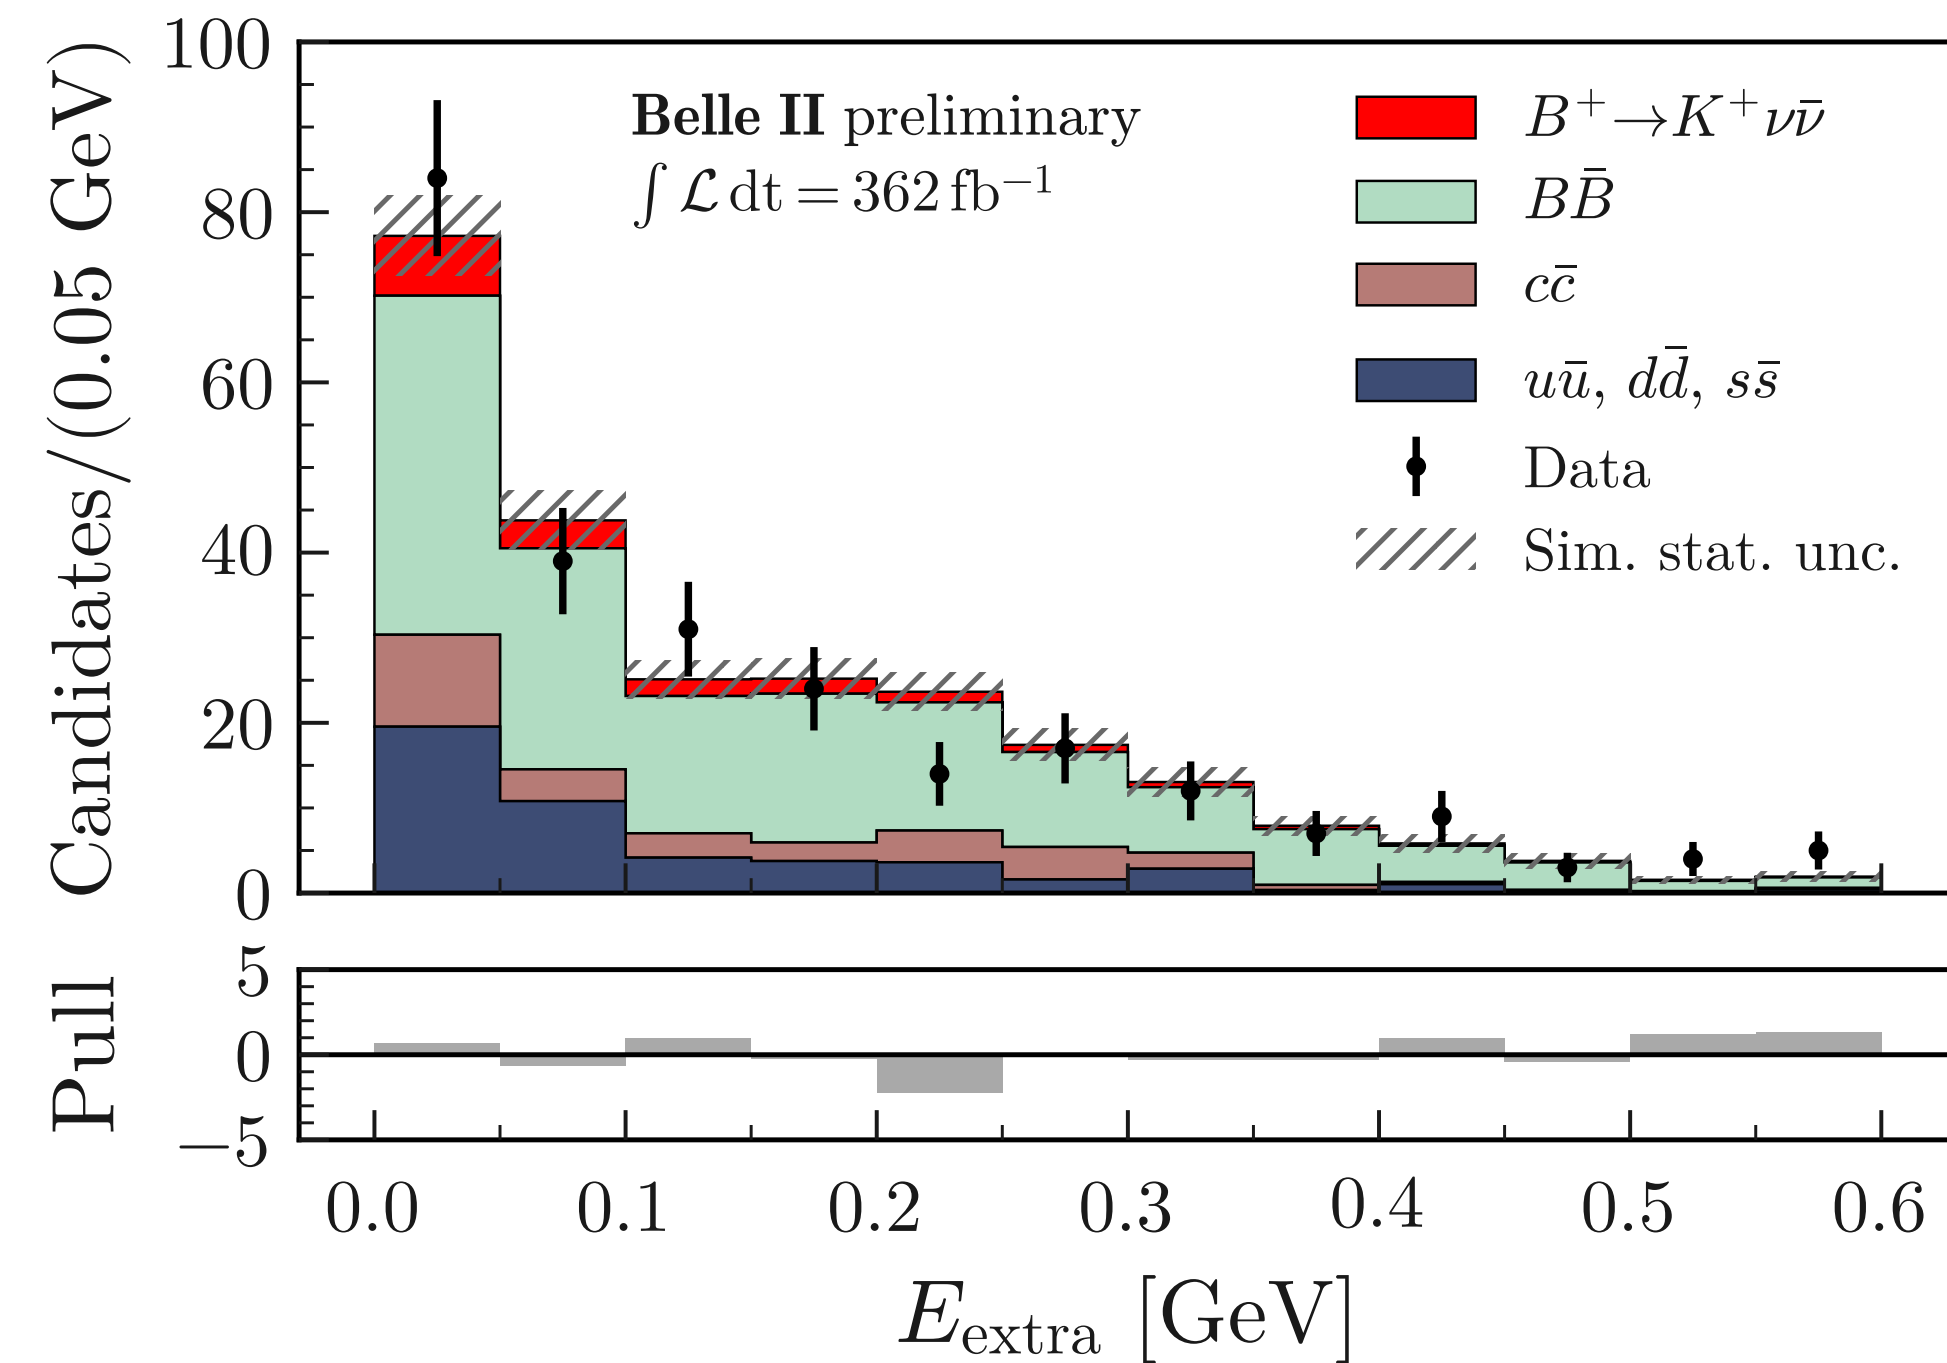 Candidates/(0.05 GeV)
100
80
60
40
20
0
Belle II preliminary
∫ ℒ dt = 362 fb⁻¹
B⁺→K⁺νν̄
BB̄
cc̄
uū, dd̄, ss̄
Data
Sim. stat. unc.
Pull
5
0
−5
0.0 0.1 0.2 0.3 0.4 0.5 0.6
E_extra [GeV]